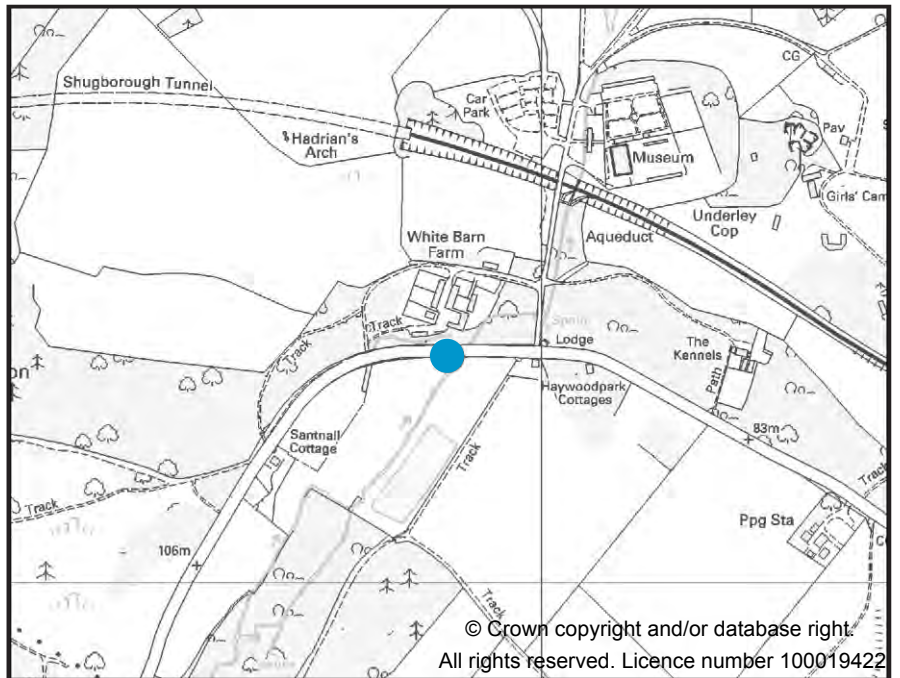 CG
Shugborough Tunnel
Car
Park
Pav
Hadrian's
Arch
Museum
Girls' Cam
Underley
Cop
White Barn
Farm
Aqueduct
Track
Lodge
The
Kennels
Track
on
Path
Haywoodpark
Cottages
83m
Santnall
Cottage
Track
Track
Track
Ppg Sta
106m
Track
© Crown copyright and/or database right.
All rights reserved. Licence number 100019422